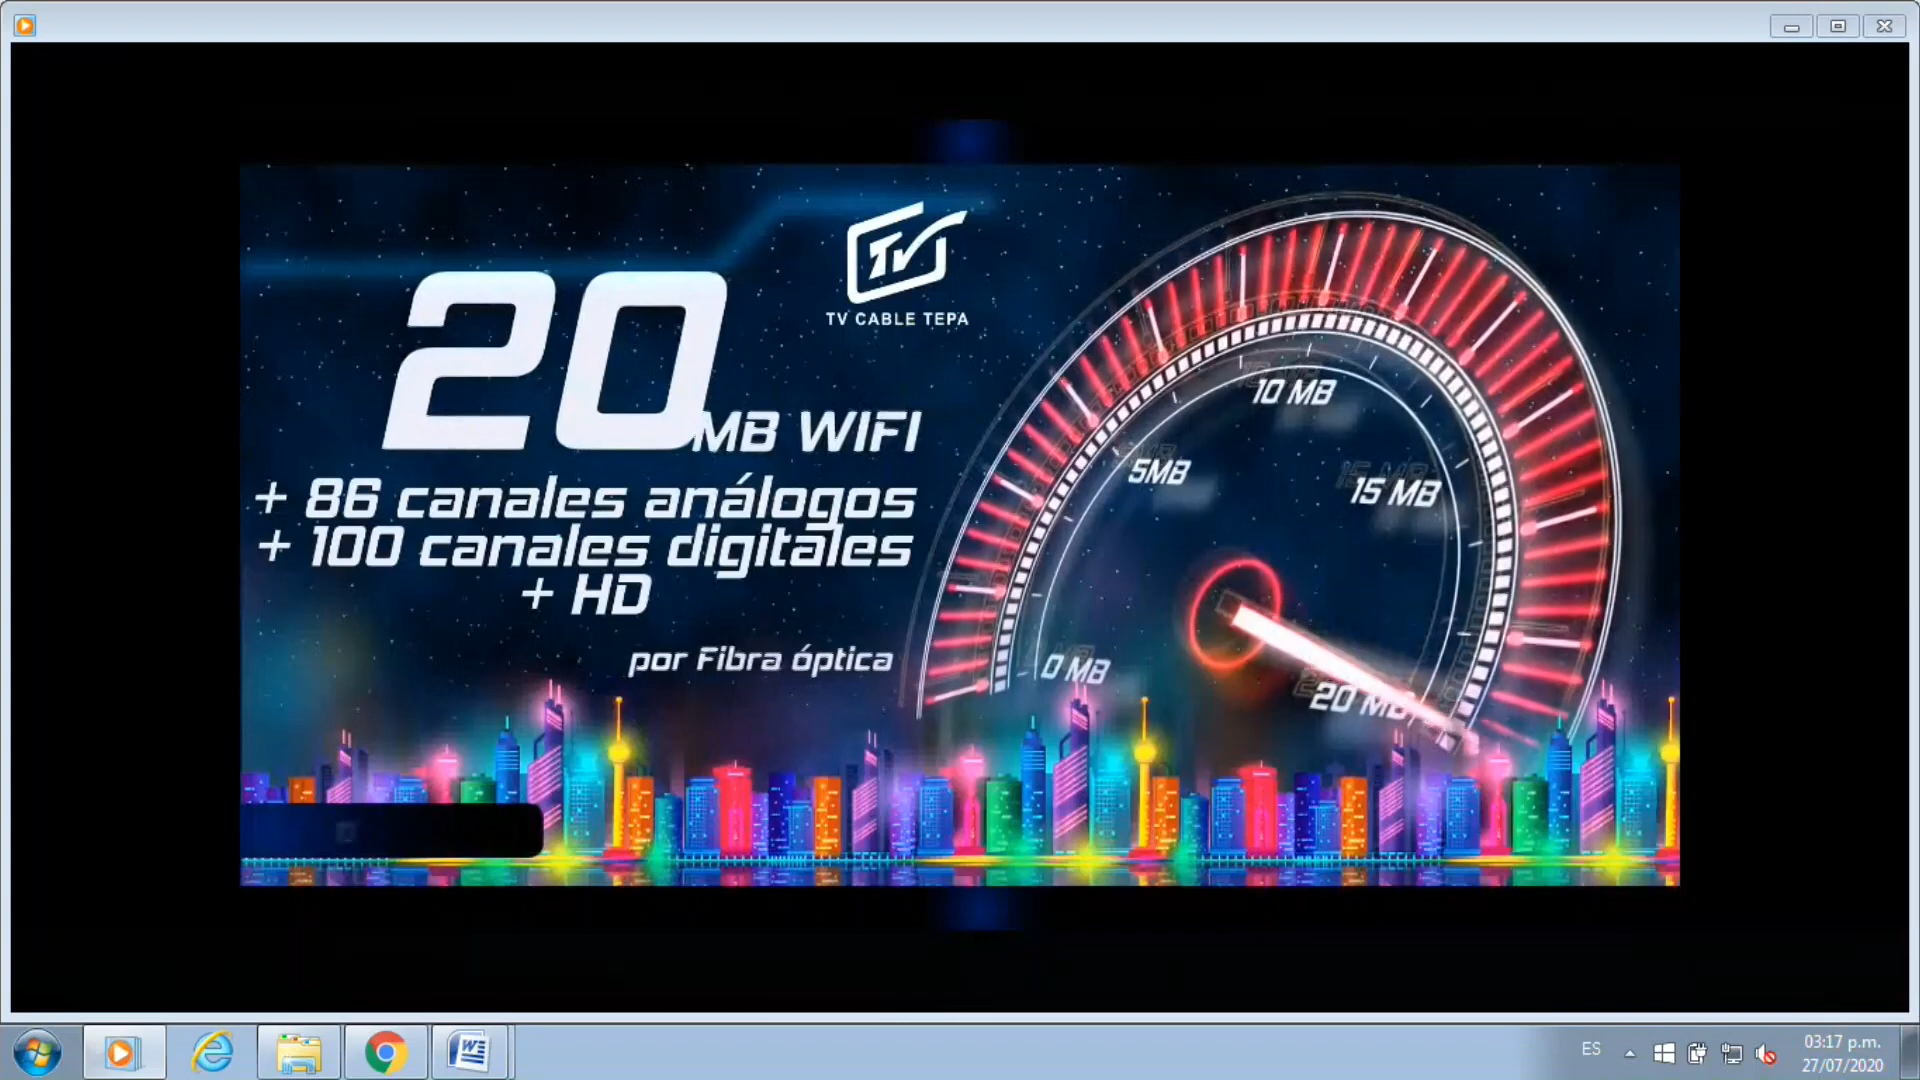 TV
TV CABLE TEPA
20 MB WIFI
+ 86 canales análogos
+ 100 canales digitales
+ HD
por Fibra óptica
0 MB
5MB
10 MB
15 MB
20 MB
ES
03:17 p.m.
27/07/2020